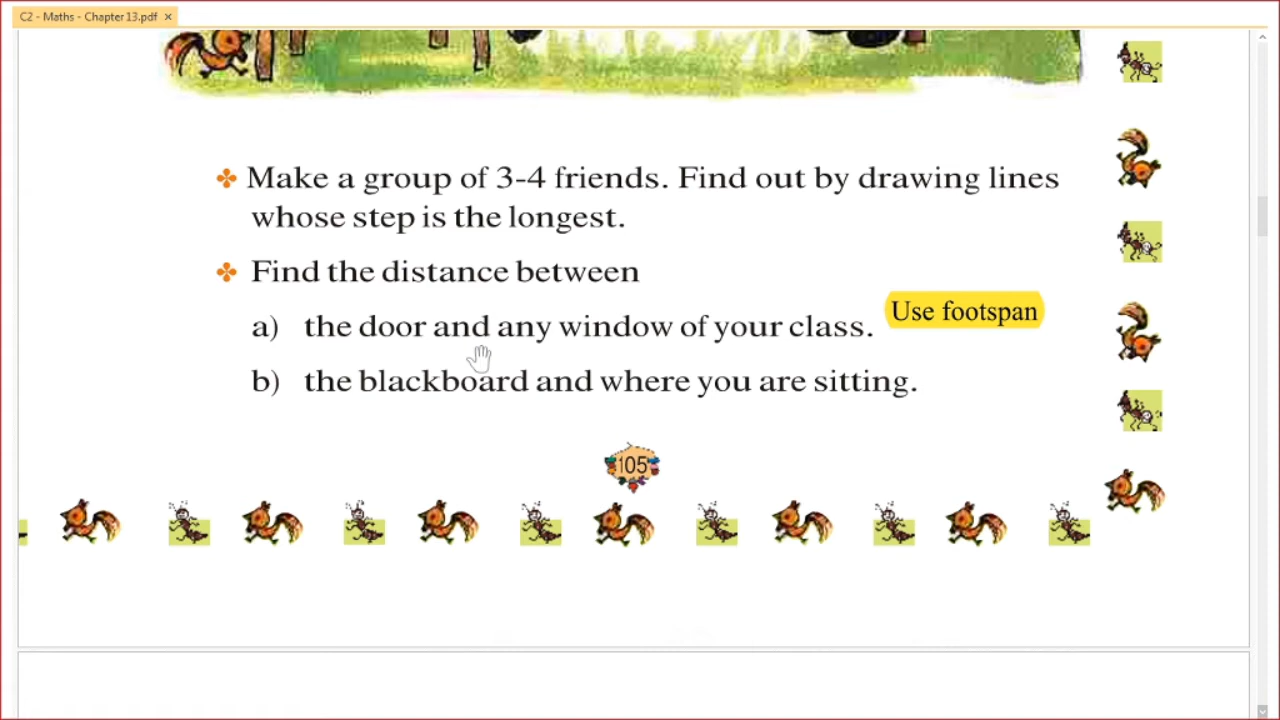 C2 - Maths - Chapter 13.pdf ×
Make a group of 3-4 friends. Find out by drawing lines
whose step is the longest.
Find the distance between
a) the door and any window of your class.
Use footspan
b) the blackboard and where you are sitting.
105